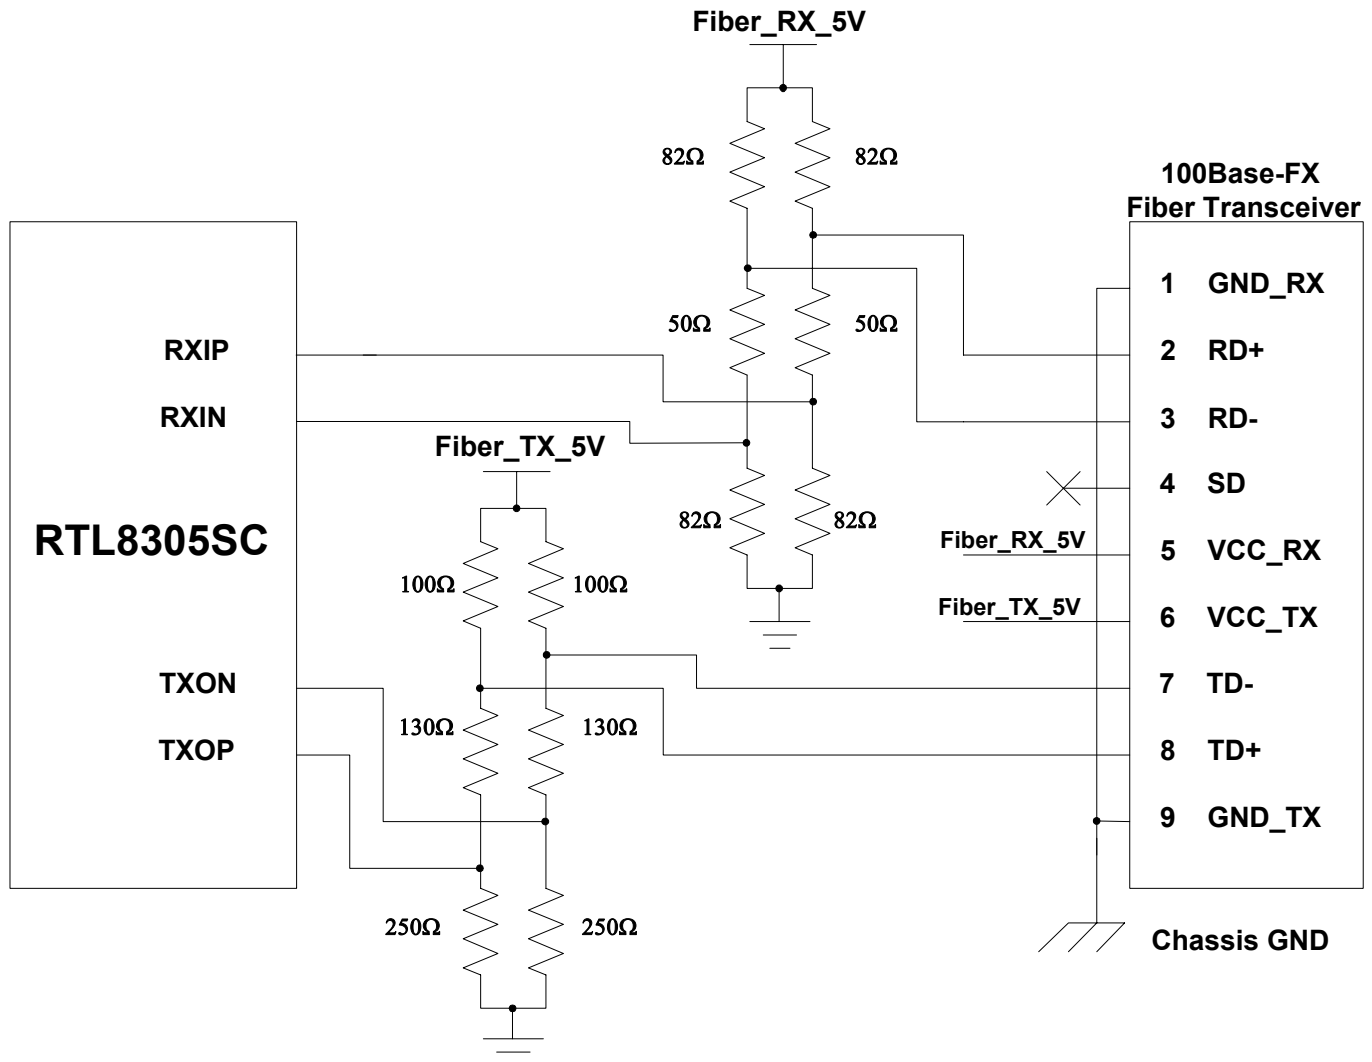 Fiber_RX_5V
82Ω 82Ω
100Base-FX
Fiber Transceiver
1 GND_RX
50Ω 50Ω
RXIP
2 RD+
RXIN
3 RD-
Fiber_TX_5V
4 SD
82Ω 82Ω
RTL8305SC
Fiber_RX_5V
5 VCC_RX
100Ω 100Ω
Fiber_TX_5V
6 VCC_TX
TXON
7 TD-
130Ω 130Ω
TXOP
8 TD+
9 GND_TX
250Ω 250Ω
Chassis GND